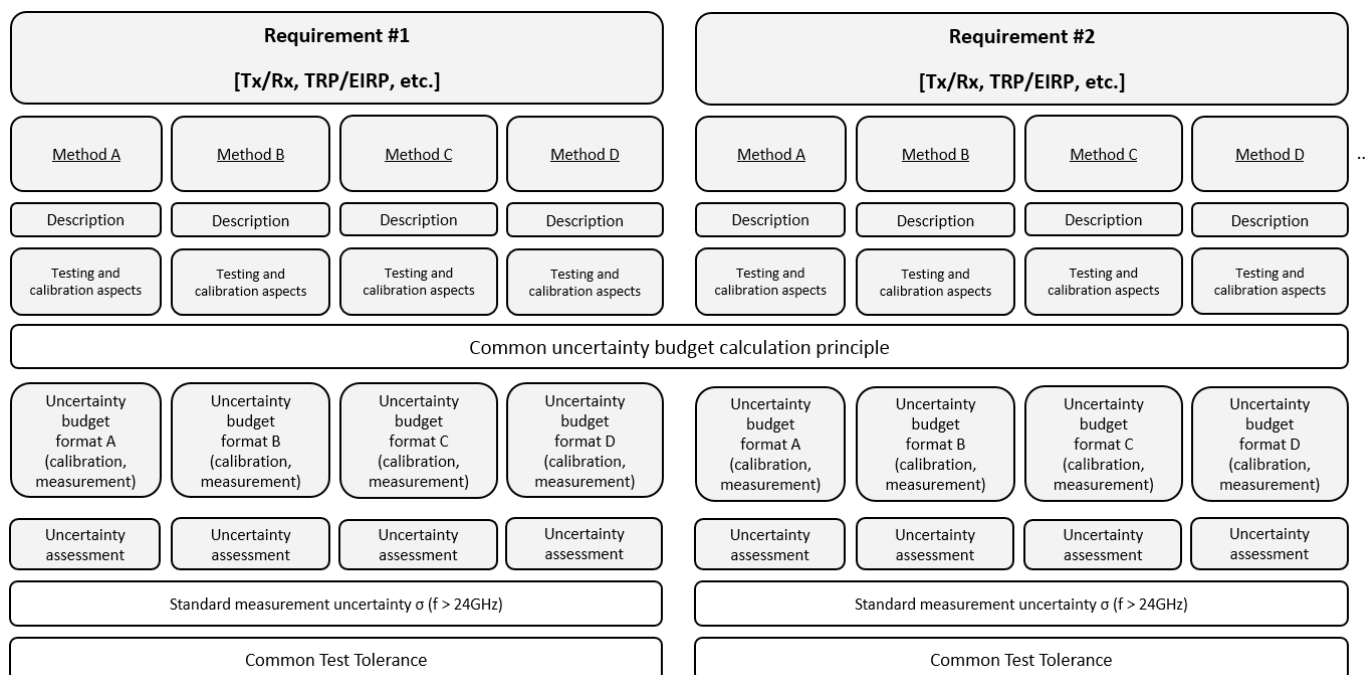 Requirement #1
[Tx/Rx, TRP/EIRP, etc.]
Requirement #2
[Tx/Rx, TRP/EIRP, etc.]
Method A
Method B
Method C
Method D
Method A
Method B
Method C
Method D
..
Description
Description
Description
Description
Description
Description
Description
Description
Testing and
calibration aspects
Testing and
calibration aspects
Testing and
calibration aspects
Testing and
calibration aspects
Testing and
calibration aspects
Testing and
calibration aspects
Testing and
calibration aspects
Testing and
calibration aspects
Common uncertainty budget calculation principle
Uncertainty
budget
format A
(calibration,
measurement)
Uncertainty
budget
format B
(calibration,
measurement)
Uncertainty
budget
format C
(calibration,
measurement)
Uncertainty
budget
format D
(calibration,
measurement)
Uncertainty
budget
format A
(calibration,
measurement)
Uncertainty
budget
format B
(calibration,
measurement)
Uncertainty
budget
format C
(calibration,
measurement)
Uncertainty
budget
format D
(calibration,
measurement)
Uncertainty
assessment
Uncertainty
assessment
Uncertainty
assessment
Uncertainty
assessment
Uncertainty
assessment
Uncertainty
assessment
Uncertainty
assessment
Uncertainty
assessment
Standard measurement uncertainty σ (f > 24GHz)
Standard measurement uncertainty σ (f > 24GHz)
Common Test Tolerance
Common Test Tolerance